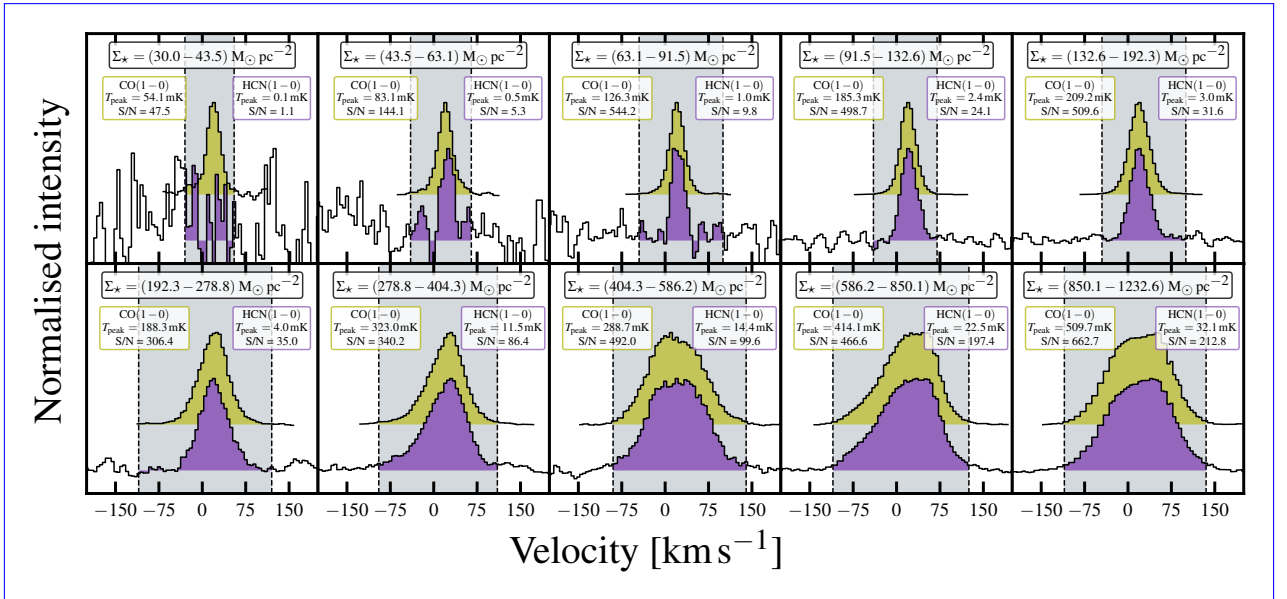 Normalised intensity
Σ⋆ = (30.0 − 43.5) M⊙ pc−2
CO(1−0)
Tpeak = 54.1 mK
S/N = 47.5
HCN(1−0)
Tpeak = 0.1 mK
S/N = 1.1
Σ⋆ = (43.5 − 63.1) M⊙ pc−2
CO(1−0)
Tpeak = 83.1 mK
S/N = 144.1
HCN(1−0)
Tpeak = 0.5 mK
S/N = 5.3
Σ⋆ = (63.1 − 91.5) M⊙ pc−2
CO(1−0)
Tpeak = 126.3 mK
S/N = 544.2
HCN(1−0)
Tpeak = 1.0 mK
S/N = 9.8
Σ⋆ = (91.5 − 132.6) M⊙ pc−2
CO(1−0)
Tpeak = 185.3 mK
S/N = 498.7
HCN(1−0)
Tpeak = 2.4 mK
S/N = 24.1
Σ⋆ = (132.6 − 192.3) M⊙ pc−2
CO(1−0)
Tpeak = 209.2 mK
S/N = 509.6
HCN(1−0)
Tpeak = 3.0 mK
S/N = 31.6
Σ⋆ = (192.3 − 278.8) M⊙ pc−2
CO(1−0)
Tpeak = 188.3 mK
S/N = 306.4
HCN(1−0)
Tpeak = 4.0 mK
S/N = 35.0
Σ⋆ = (278.8 − 404.3) M⊙ pc−2
CO(1−0)
Tpeak = 323.0 mK
S/N = 340.2
HCN(1−0)
Tpeak = 11.5 mK
S/N = 86.4
Σ⋆ = (404.3 − 586.2) M⊙ pc−2
CO(1−0)
Tpeak = 288.7 mK
S/N = 492.0
HCN(1−0)
Tpeak = 14.4 mK
S/N = 99.6
Σ⋆ = (586.2 − 850.1) M⊙ pc−2
CO(1−0)
Tpeak = 414.1 mK
S/N = 466.6
HCN(1−0)
Tpeak = 22.5 mK
S/N = 197.4
Σ⋆ = (850.1 − 1232.6) M⊙ pc−2
CO(1−0)
Tpeak = 509.7 mK
S/N = 662.7
HCN(1−0)
Tpeak = 32.1 mK
S/N = 212.8
−150 −75 0 75 150 −150 −75 0 75 150 −150 −75 0 75 150 −150 −75 0 75 150 −150 −75 0 75 150
Velocity [km s−1]